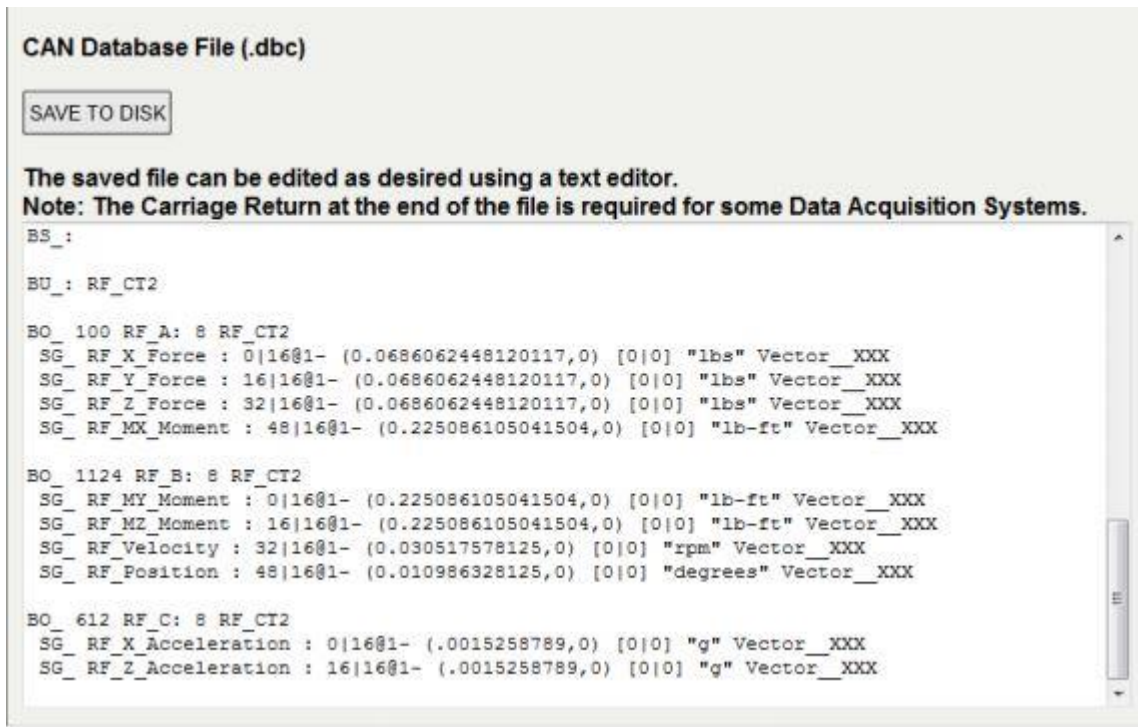 CAN Database File (.dbc)
SAVE TO DISK
The saved file can be edited as desired using a text editor.
Note: The Carriage Return at the end of the file is required for some Data Acquisition Systems.
BS_:
BU_: RF_CT2
BO_ 100 RF_A: 8 RF_CT2
SG_ RF_X_Force : 0|16@1- (0.0686062448120117,0) [0|0] "lbs" Vector__XXX
SG_ RF_Y_Force : 16|16@1- (0.0686062448120117,0) [0|0] "lbs" Vector__XXX
SG_ RF_Z_Force : 32|16@1- (0.0686062448120117,0) [0|0] "lbs" Vector__XXX
SG_ RF_MX_Moment : 48|16@1- (0.225086105041504,0) [0|0] "lb-ft" Vector__XXX
BO_ 1124 RF_B: 8 RF_CT2
SG_ RF_MY_Moment : 0|16@1- (0.225086105041504,0) [0|0] "lb-ft" Vector__XXX
SG_ RF_MZ_Moment : 16|16@1- (0.225086105041504,0) [0|0] "lb-ft" Vector__XXX
SG_ RF_Velocity : 32|16@1- (0.030517578125,0) [0|0] "rpm" Vector__XXX
SG_ RF_Position : 48|16@1- (0.010986328125,0) [0|0] "degrees" Vector__XXX
BO_ 612 RF_C: 8 RF_CT2
SG_ RF_X_Acceleration : 0|16@1- (.0015258789,0) [0|0] "g" Vector__XXX
SG_ RF_Z_Acceleration : 16|16@1- (.0015258789,0) [0|0] "g" Vector__XXX